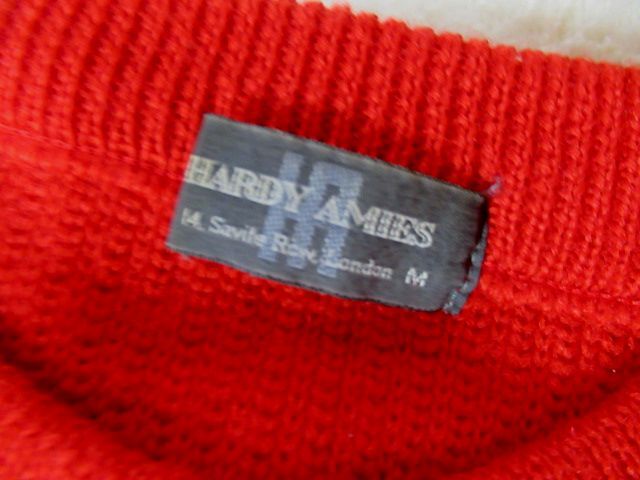 HARDY AMIES
14, Savile Row, London M